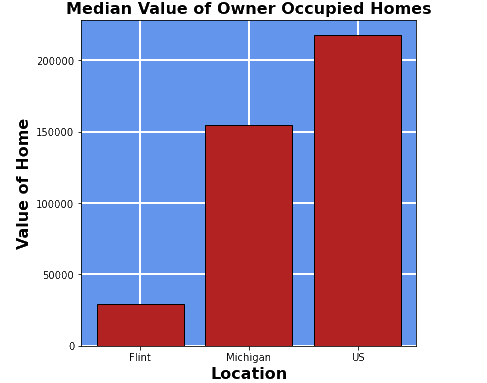 Median Value of Owner Occupied Homes
200000
150000
100000
50000
0
Value of Home
Flint Michigan US
Location